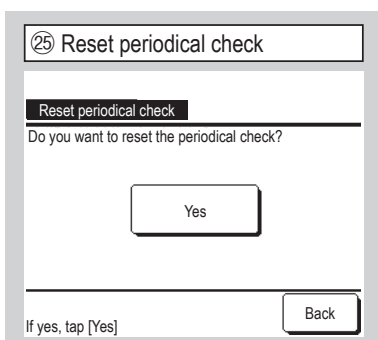 ㉕ Reset periodical check
Reset periodical check
Do you want to reset the periodical check?
Yes
Back
If yes, tap [Yes]